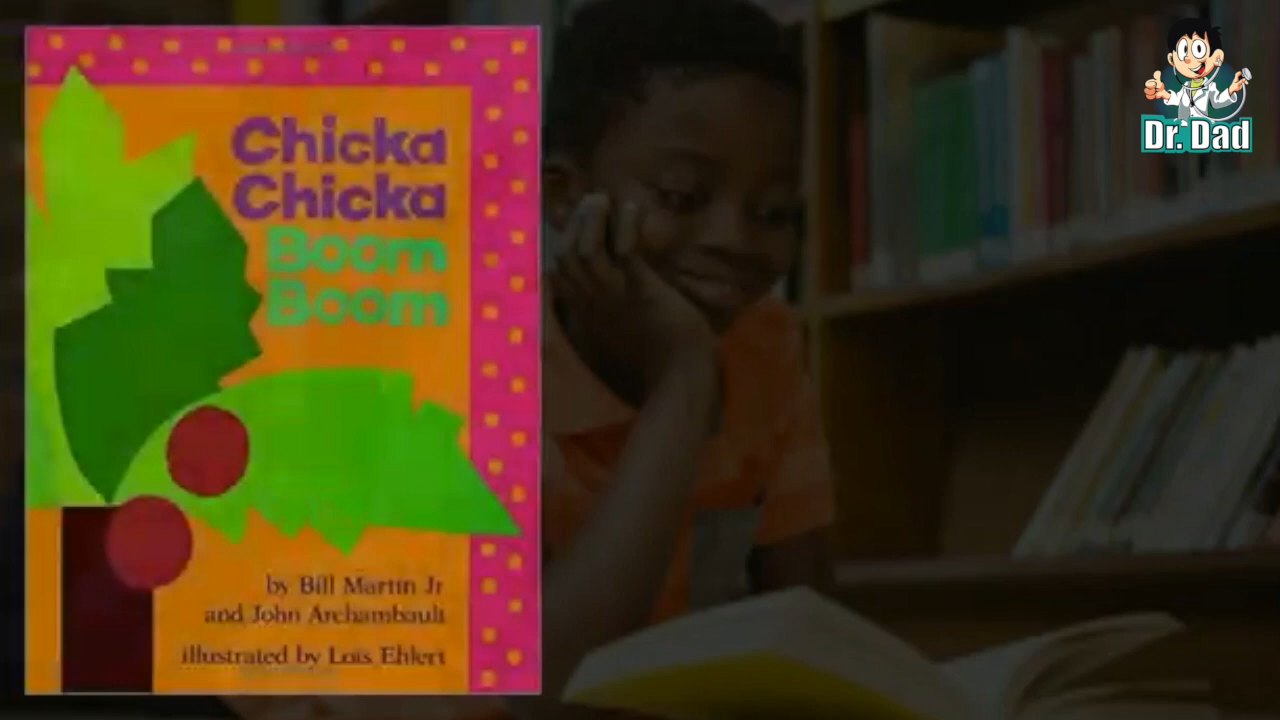 Chicka
Chicka
Boom
Boom
by Bill Martin Jr
and John Archambault
illustrated by Lois Ehlert
Dr. Dad